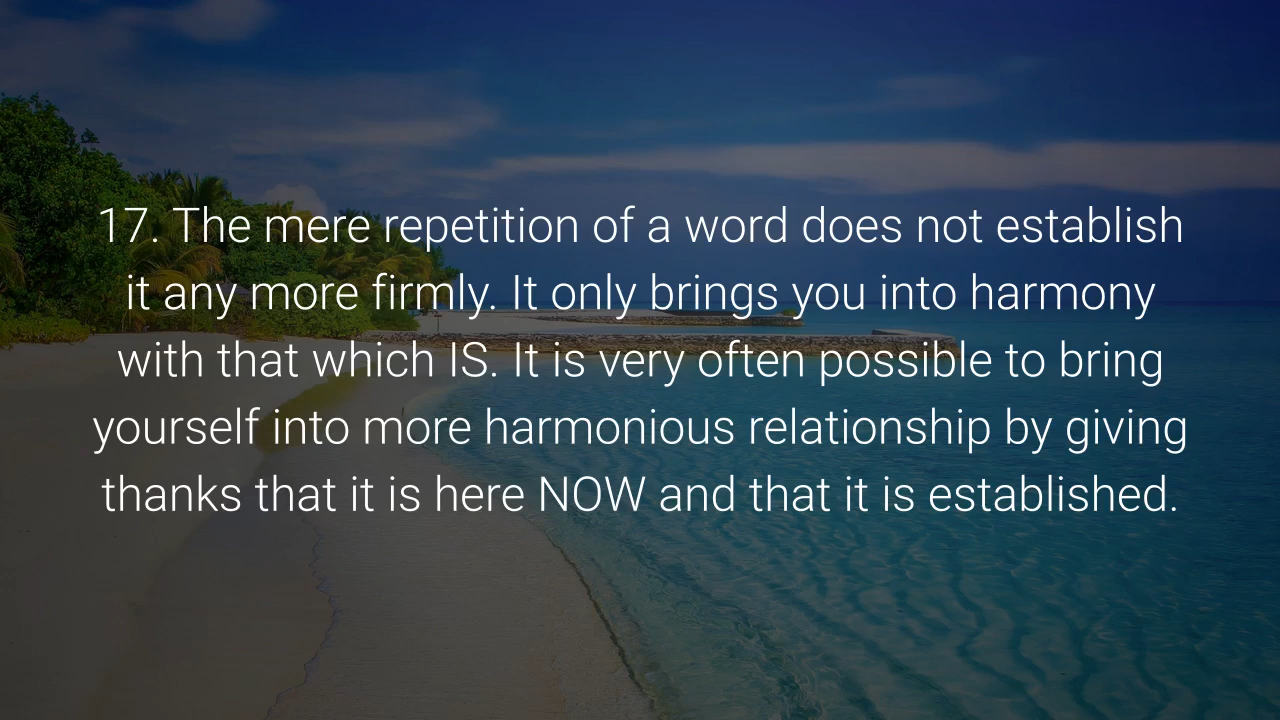 17. The mere repetition of a word does not establish
it any more firmly. It only brings you into harmony
with that which IS. It is very often possible to bring
yourself into more harmonious relationship by giving
thanks that it is here NOW and that it is established.